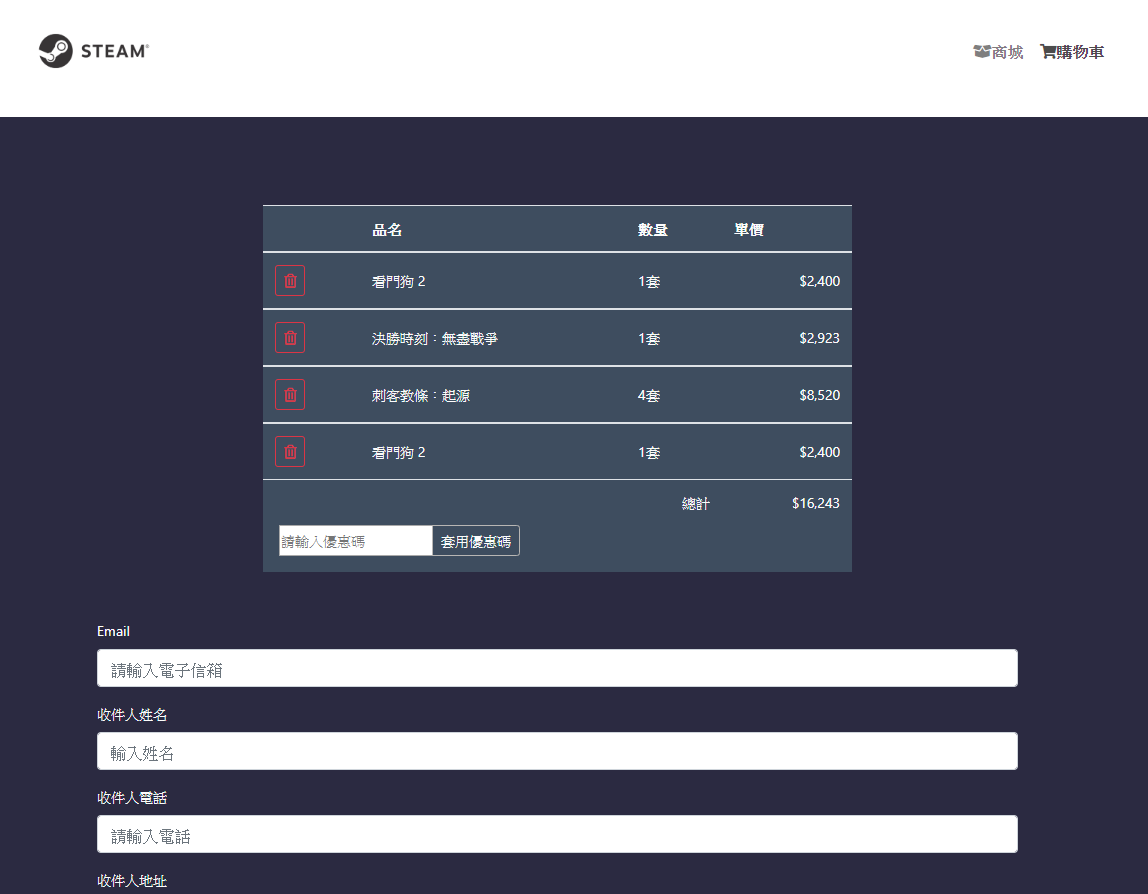 STEAM®
商城 購物車
品名 數量 單價
看門狗 2 1套 $2,400
決勝時刻：無盡戰爭 1套 $2,923
刺客教條：起源 4套 $8,520
看門狗 2 1套 $2,400
總計 $16,243
請輸入優惠碼 套用優惠碼
Email
請輸入電子信箱
收件人姓名
輸入姓名
收件人電話
請輸入電話
收件人地址